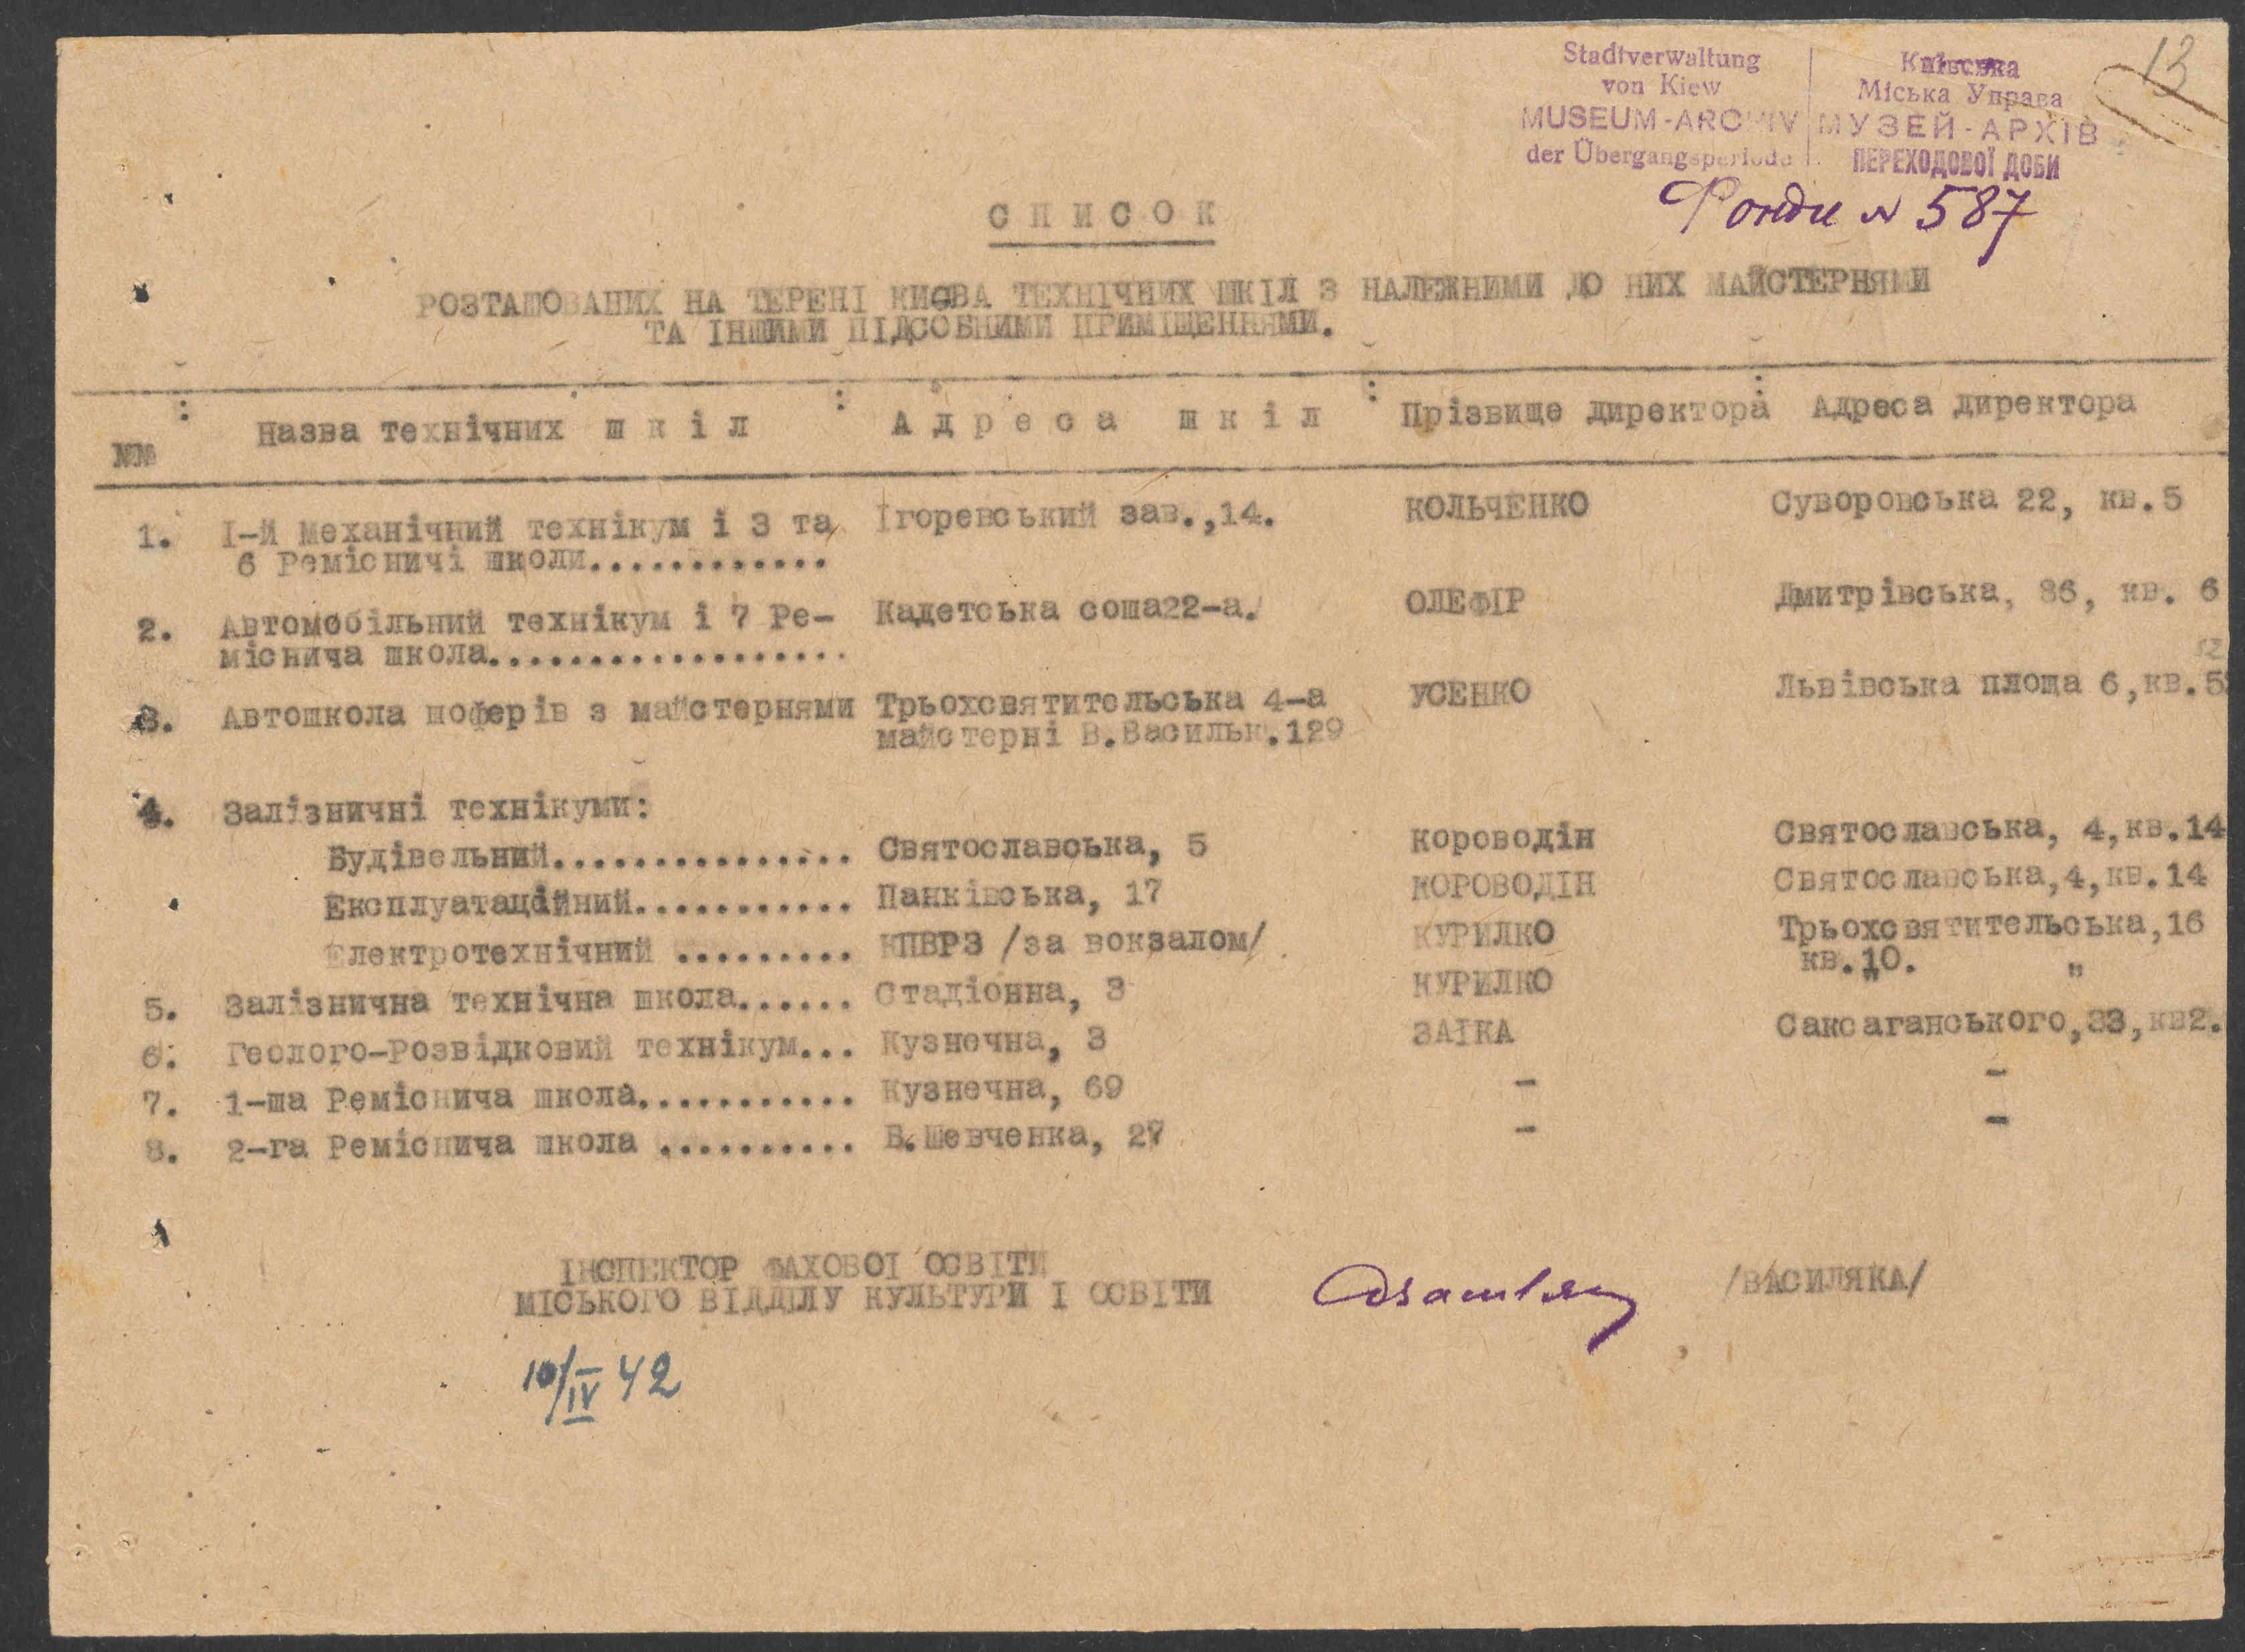 13
Stadtverwaltung
von Kiew
MUSEUM-ARCHIV
der Übergangsperiode
Київська
Міська Управа
МУЗЕЙ-АРХІВ
ПЕРЕХОДОВОЇ ДОБИ
Фонди № 587
СПИСОК
РОЗТАШОВАНИХ НА ТЕРЕНІ КИЄВА ТЕХНІЧНИХ ШКІЛ З НАЛЕЖНИМИ ДО НИХ МАЙСТЕРНЯМИ
ТА ІНШИМИ ПІДСОБНИМИ ПРИМІЩЕННЯМИ.
№№ : Назва технічних шкіл : Адреса шкіл : Прізвище директора : Адреса директора
1. І-й Механічний технікум і 3 та Ігоревський зав.,14. КОЛЬЧЕНКО Суворовська 22, кв.5
6 Ремісничі школи............
2. Автомобільний технікум і 7 Ре- Кадетська соша22-а. ОЛЕФІР Дмитрівська, 86, кв. 6
міснича школа..................
52
3. Автошкола шоферів з майстернями Трьохсвятительська 4-а УСЕНКО Львівська площа 6,кв.5
майстерні В.Васильк.129
4. Залізничні технікуми:
Будівельний............... Святославська, 5 Короводін Святославська, 4,кв.14
Експлуатаційний........... Панківська, 17 КОРОВОДІН Святославська,4,кв.14
Електротехнічний ......... КПВРЗ /за вокзалом/ КУРИЛКО Трьохсвятительська,16
кв.10.
5. Залізнична технічна школа...... Стадіонна, 3 КУРИЛКО " "
6. Геолого-Розвідковий технікум... Кузнечна, 3 ЗАЇКА Саксаганського,33,кв2.
7. 1-ша Реміснича школа........... Кузнечна, 69 - -
8. 2-га Реміснича школа .......... Б.Шевченка, 27 - -
ІНСПЕКТОР ФАХОВОЇ ОСВІТИ
МІСЬКОГО ВІДДІЛУ КУЛЬТУРИ І ОСВІТИ /ВАСИЛЯКА/
10/IV 42